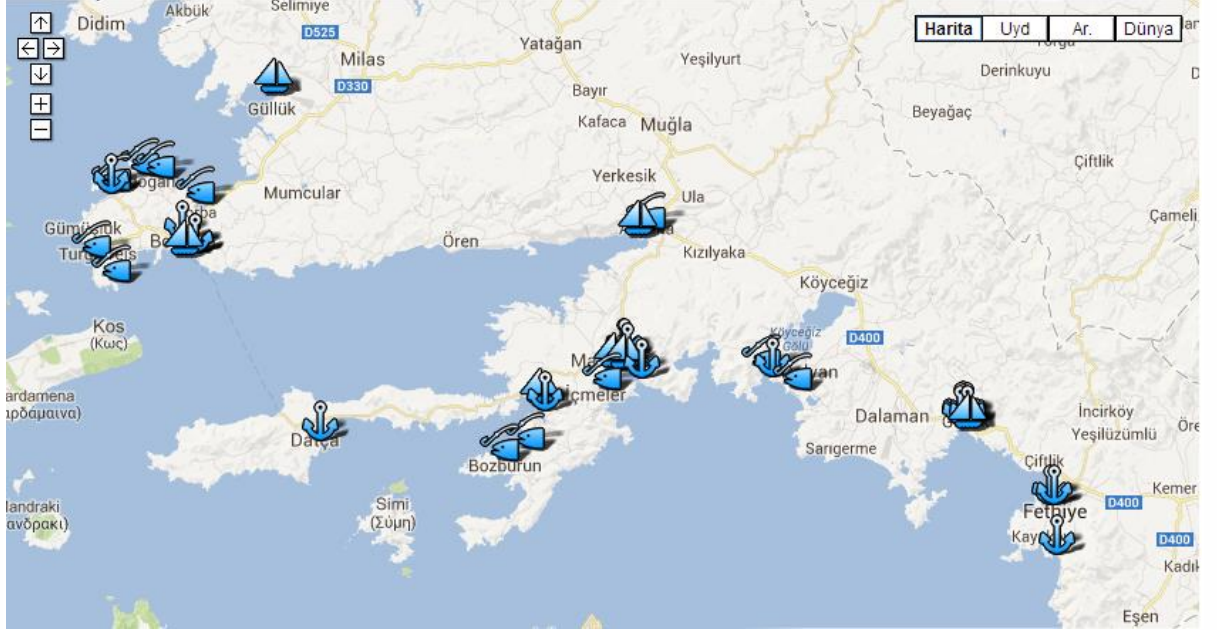 Akbük
Selimiye
Didim
D525
Harita
Uyd
Ar.
Dünya
Yatağan
Milas
Yeşilyurt
Derinkuyu
D330
Bayır
Güllük
Beyağaç
Kafaca
Muğla
Çiftlik
Yerkesik
Mumcular
Ula
Çameli
Gümüşlük
Ören
Kızılyaka
Köyceğiz
Kos
(Κως)
Köyceğiz
Gölü
D400
Dalaman
İncirköy
Datça
Yeşilüzümlü
Sarıgerme
Çiftlik
Bozburun
Kemer
Simi
(Σύμη)
D400
Fethiye
D400
Eşen